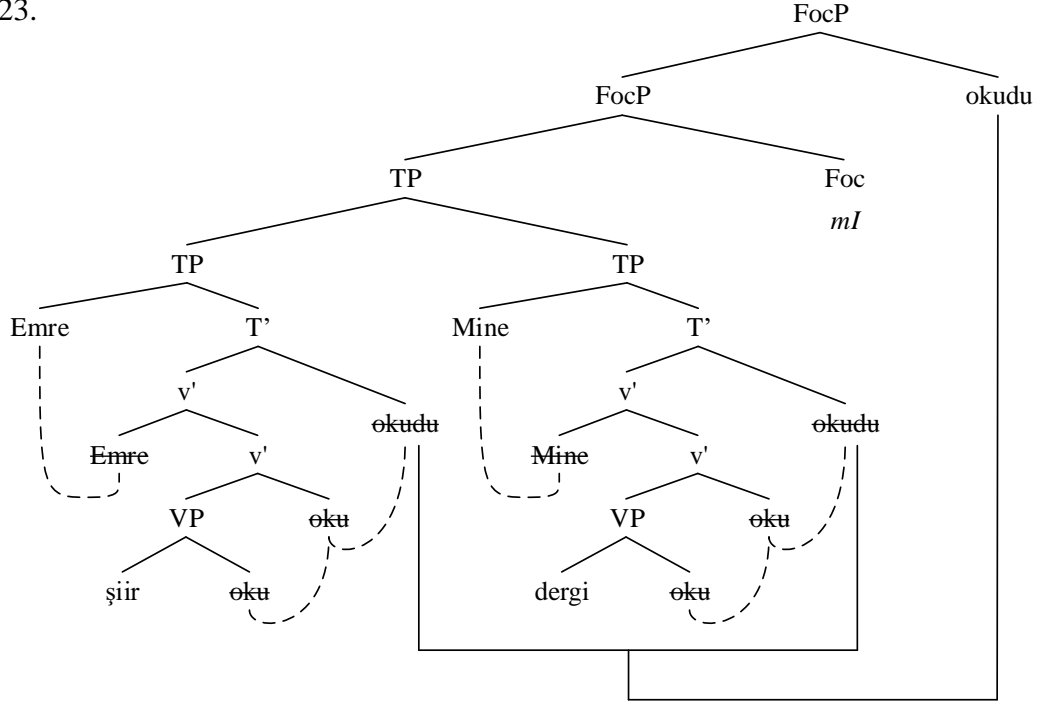 23.
FocP
FocP okudu
TP Foc
mI
TP TP
Emre T’ Mine T’
v' v'
okudu okudu
Emre v' Mine v'
VP oku VP oku
şiir oku dergi oku